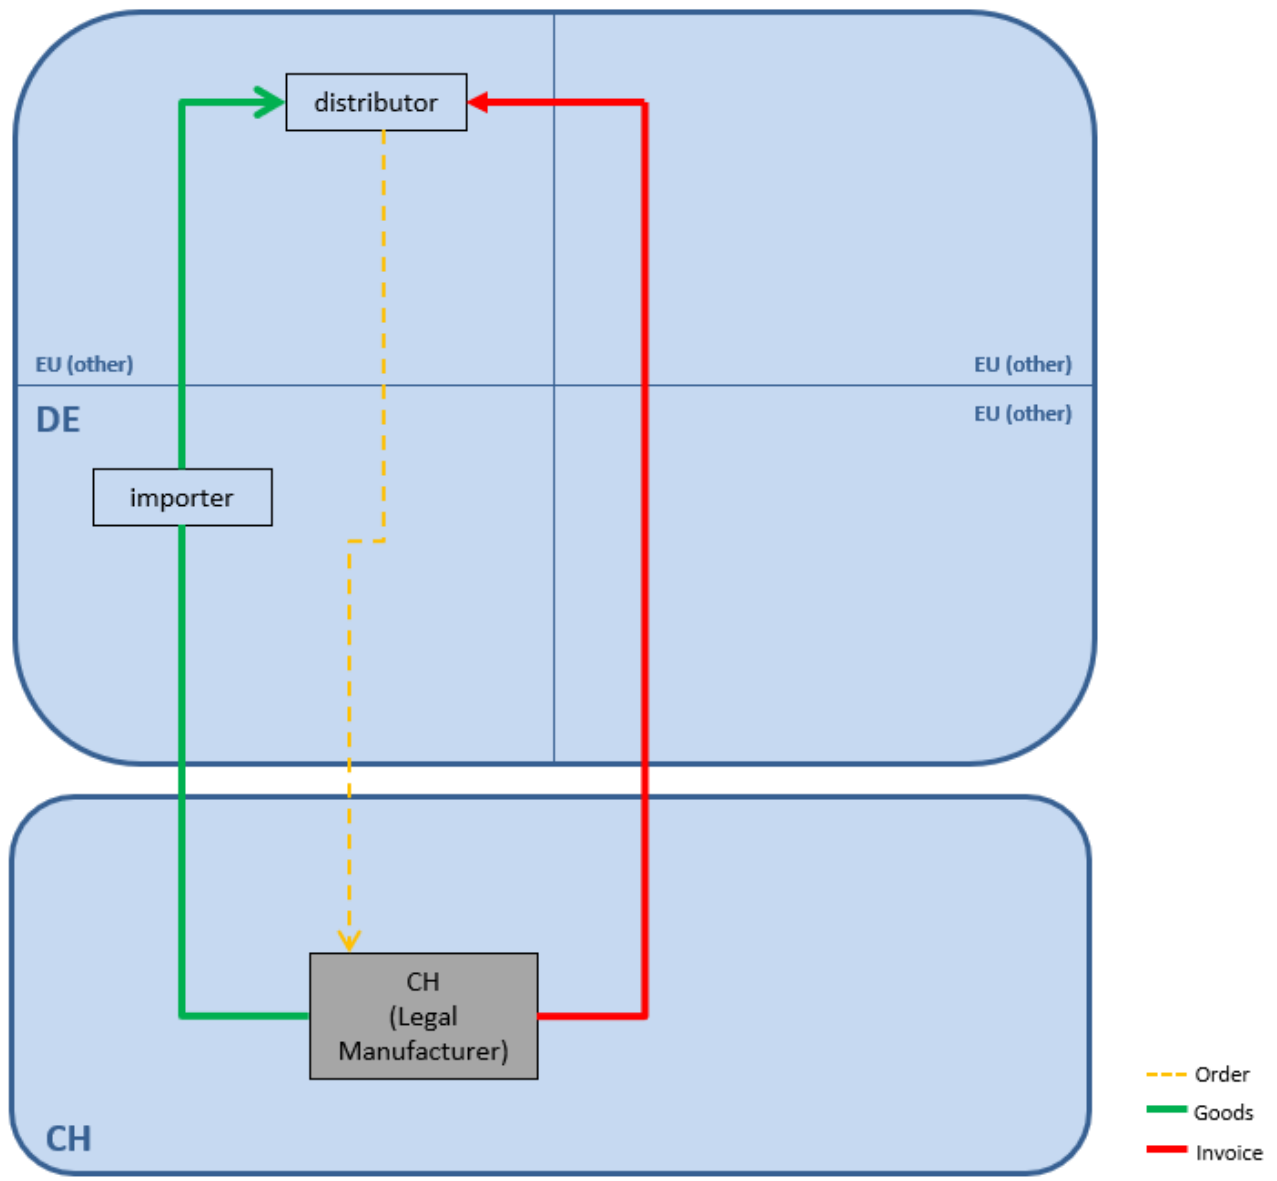 distributor
EU (other)
EU (other)
DE
EU (other)
importer
CH
(Legal
Manufacturer)
CH
Order
Goods
Invoice